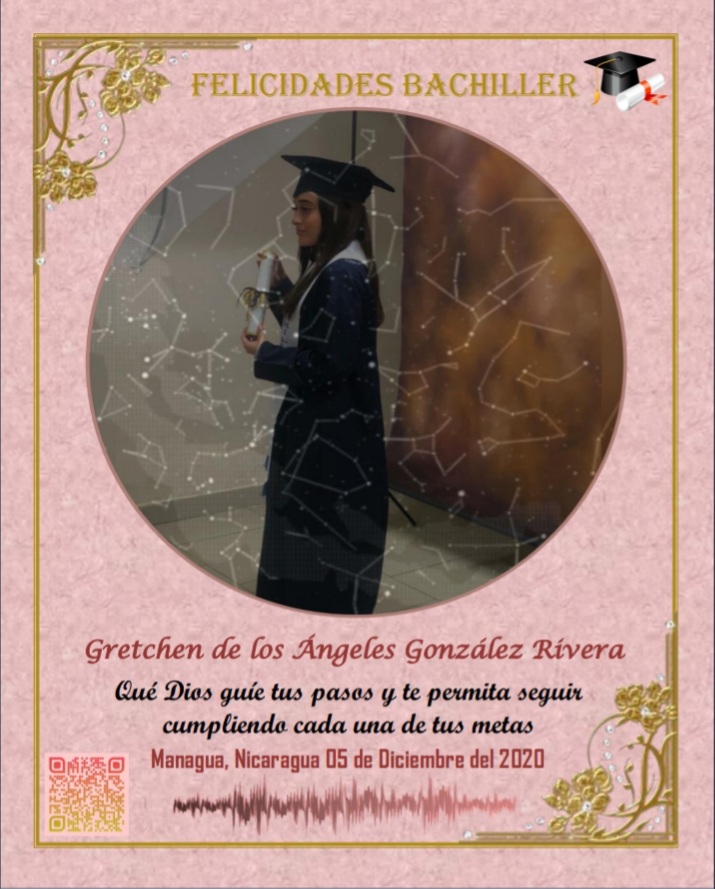 FELICIDADES BACHILLER
Gretchen de los Ángeles González Rivera
Qué Dios guíe tus pasos y te permita seguir
cumpliendo cada una de tus metas
Managua, Nicaragua 05 de Diciembre del 2020